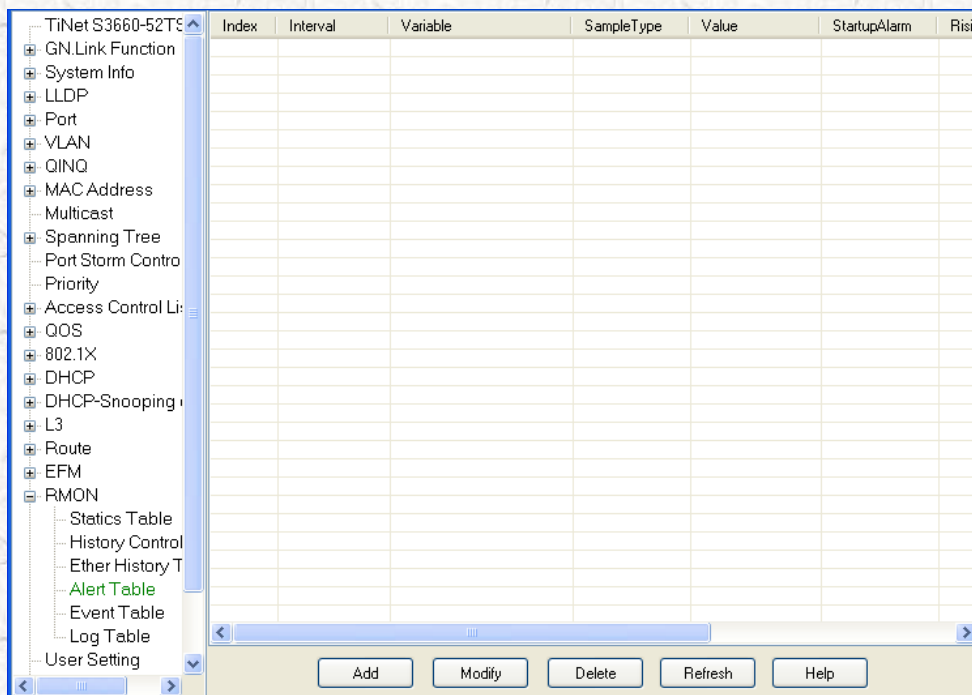 TiNet S3660-52TS
GN.Link Function
System Info
LLDP
Port
VLAN
QINQ
MAC Address
Multicast
Spanning Tree
Port Storm Contro
Priority
Access Control Li
QOS
802.1X
DHCP
DHCP-Snooping
L3
Route
EFM
RMON
Statics Table
History Control
Ether History T
Alert Table
Event Table
Log Table
User Setting
Index Interval Variable SampleType Value StartupAlarm Risi
Add Modify Delete Refresh Help